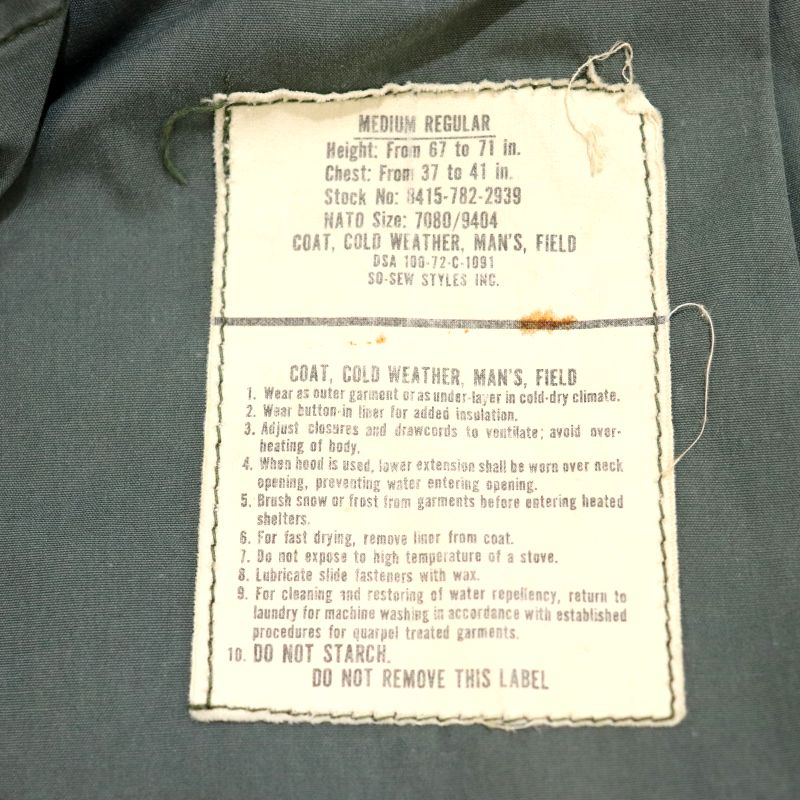 MEDIUM REGULAR
Height: From 67 to 71 in.
Chest: From 37 to 41 in.
Stock No: 8415-782-2939
NATO Size: 7080/9404
COAT, COLD WEATHER, MAN'S, FIELD
DSA 100-72-C-1091
SO-SEW STYLES INC.
COAT, COLD WEATHER, MAN'S, FIELD
1. Wear as outer garment or as under-layer in cold-dry climate.
2. Wear button-in liner for added insulation.
3. Adjust closures and drawcords to ventilate; avoid over-
heating of body.
4. When hood is used, lower extension shall be worn over neck
opening, preventing water entering opening.
5. Brush snow or frost from garments before entering heated
shelters.
6. For fast drying, remove liner from coat.
7. Do not expose to high temperature of a stove.
8. Lubricate slide fasteners with wax.
9. For cleaning and restoring of water repellency, return to
laundry for machine washing in accordance with established
procedures for quarpel treated garments.
10. DO NOT STARCH.
DO NOT REMOVE THIS LABEL